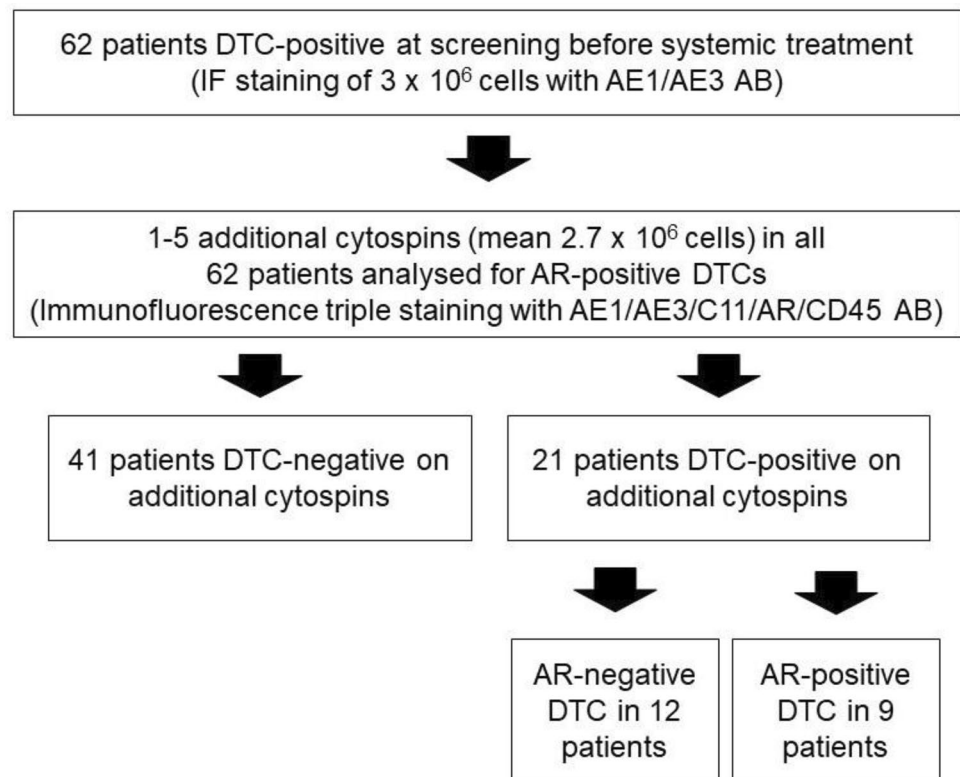 62 patients DTC-positive at screening before systemic treatment
(IF staining of 3 x 10⁶ cells with AE1/AE3 AB)
1-5 additional cytospins (mean 2.7 x 10⁶ cells) in all
62 patients analysed for AR-positive DTCs
(Immunofluorescence triple staining with AE1/AE3/C11/AR/CD45 AB)
41 patients DTC-negative on
additional cytospins
21 patients DTC-positive on
additional cytospins
AR-negative
DTC in 12
patients
AR-positive
DTC in 9
patients